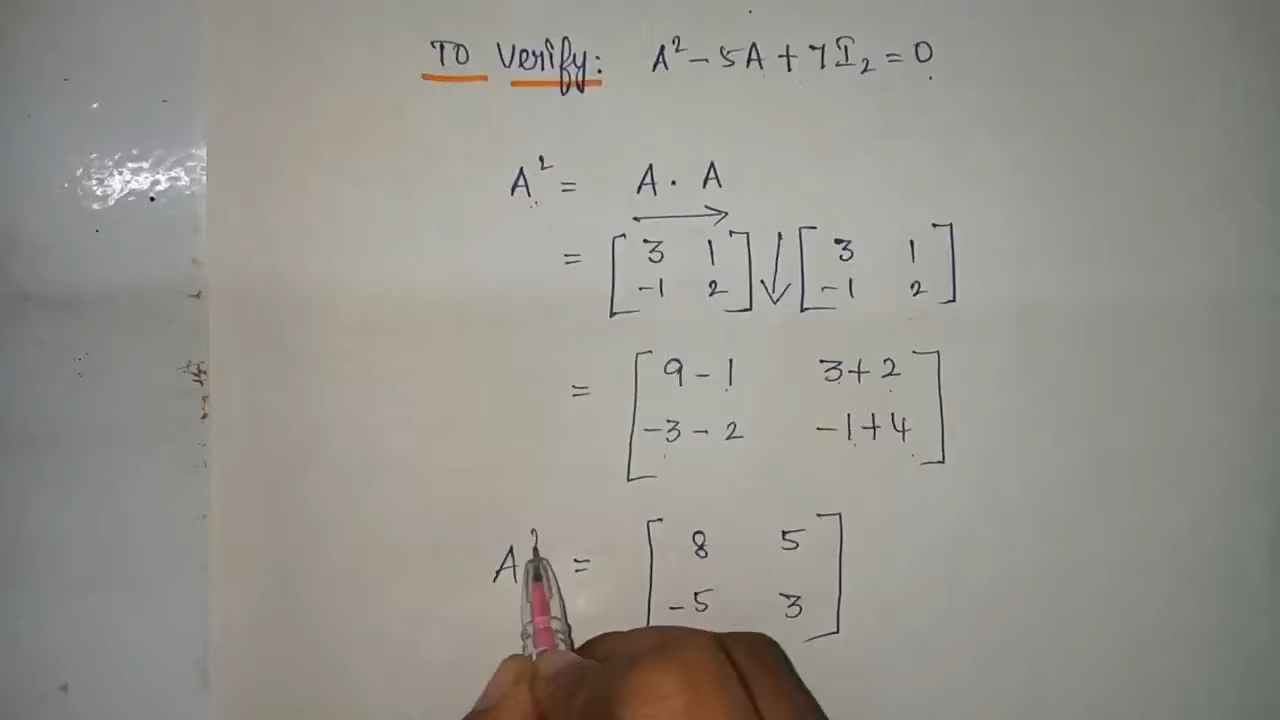 TO Verify: A² - 5A + 7I₂ = 0
A² = A . A
= [ 3 1 ] [ 3 1 ]
-1 2 -1 2
= [ 9 - 1 3 + 2 ]
-3 - 2 -1 + 4
A² = [ 8 5 ]
-5 3